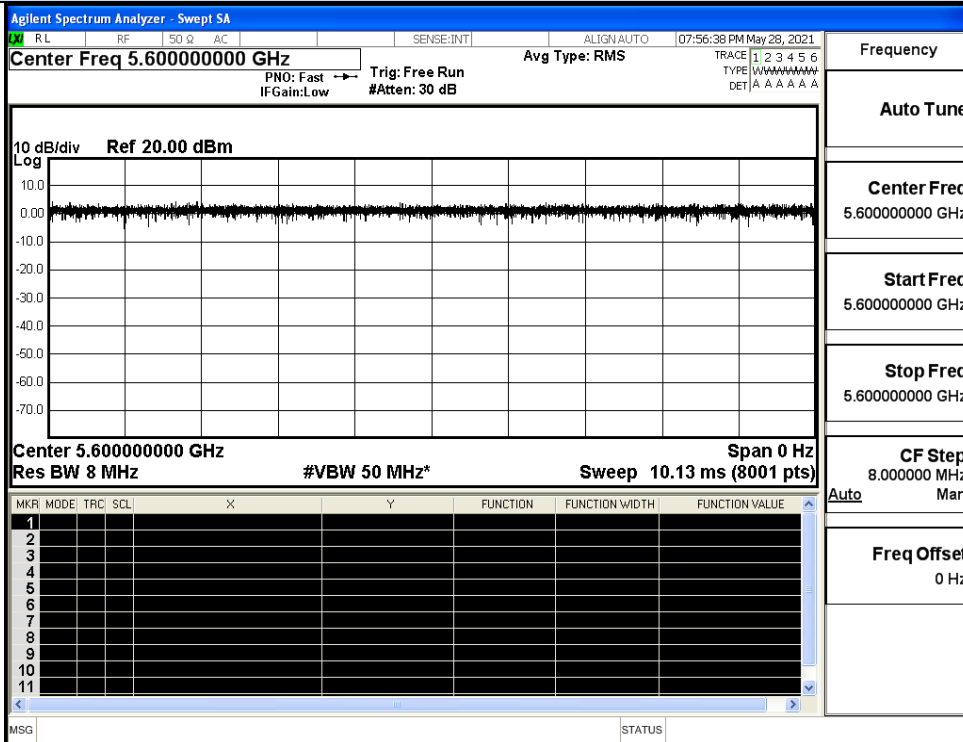 Agilent Spectrum Analyzer - Swept SA
LXI RL RF 50 Ω AC SENSE:INT ALIGN AUTO 07:56:38 PM May 28, 2021
Center Freq 5.600000000 GHz
PNO: Fast
IFGain:Low
Trig: Free Run
#Atten: 30 dB
Avg Type: RMS
TRACE 1 2 3 4 5 6
TYPE WWWWWW
DET A A A A A A
10 dB/div Ref 20.00 dBm
Log
10.0
0.00
-10.0
-20.0
-30.0
-40.0
-50.0
-60.0
-70.0
Center 5.600000000 GHz Span 0 Hz
Res BW 8 MHz #VBW 50 MHz* Sweep 10.13 ms (8001 pts)
MKR MODE TRC SCL X Y FUNCTION FUNCTION WIDTH FUNCTION VALUE
1
2
3
4
5
6
7
8
9
10
11
MSG STATUS
Frequency
Auto Tune
Center Freq
5.600000000 GHz
Start Freq
5.600000000 GHz
Stop Freq
5.600000000 GHz
CF Step
8.000000 MHz
Auto Man
Freq Offset
0 Hz